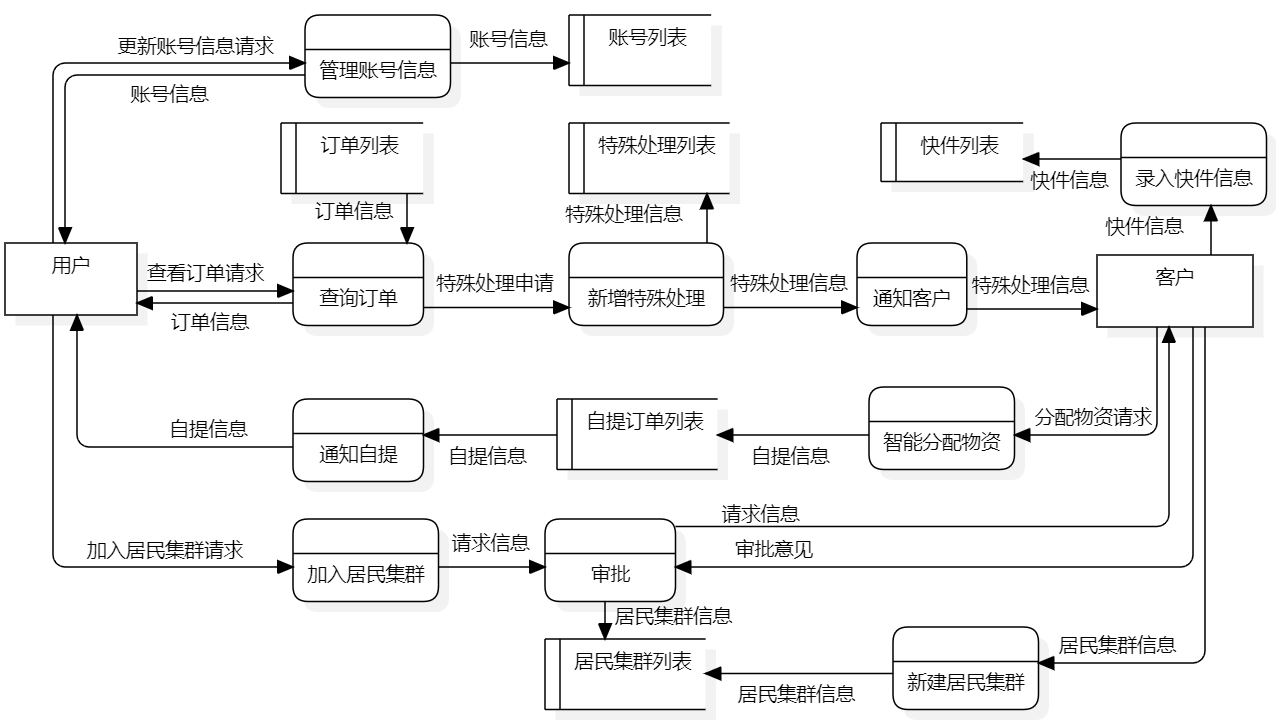 更新账号信息请求
账号信息
管理账号信息
账号信息
账号列表
订单列表
特殊处理列表
快件列表
快件信息
录入快件信息
订单信息
特殊处理信息
快件信息
用户
查看订单请求
订单信息
查询订单
特殊处理申请
新增特殊处理
特殊处理信息
通知客户
特殊处理信息
客户
自提信息
通知自提
自提信息
自提订单列表
自提信息
智能分配物资
分配物资请求
加入居民集群请求
加入居民集群
请求信息
审批
请求信息
审批意见
居民集群信息
居民集群列表
居民集群信息
新建居民集群
居民集群信息